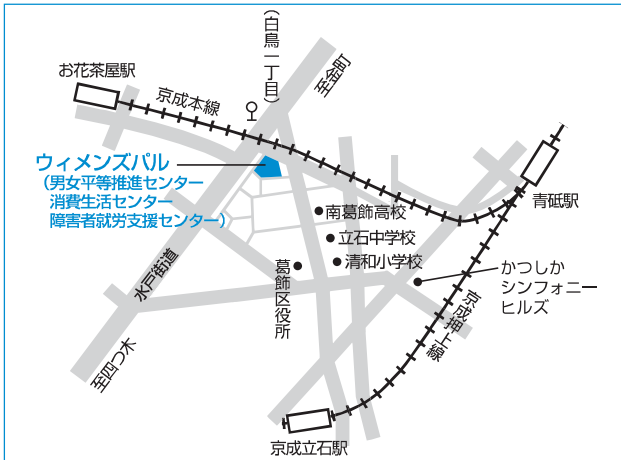 （白鳥一丁目）
至金町
お花茶屋駅
京成本線
ウィメンズパル
（男女平等推進センター
消費生活センター
障害者就労支援センター）
青砥駅
南葛飾高校
立石中学校
清和小学校
葛飾区役所
かつしか
シンフォニー
ヒルズ
水戸街道
京成押上線
至四つ木
京成立石駅